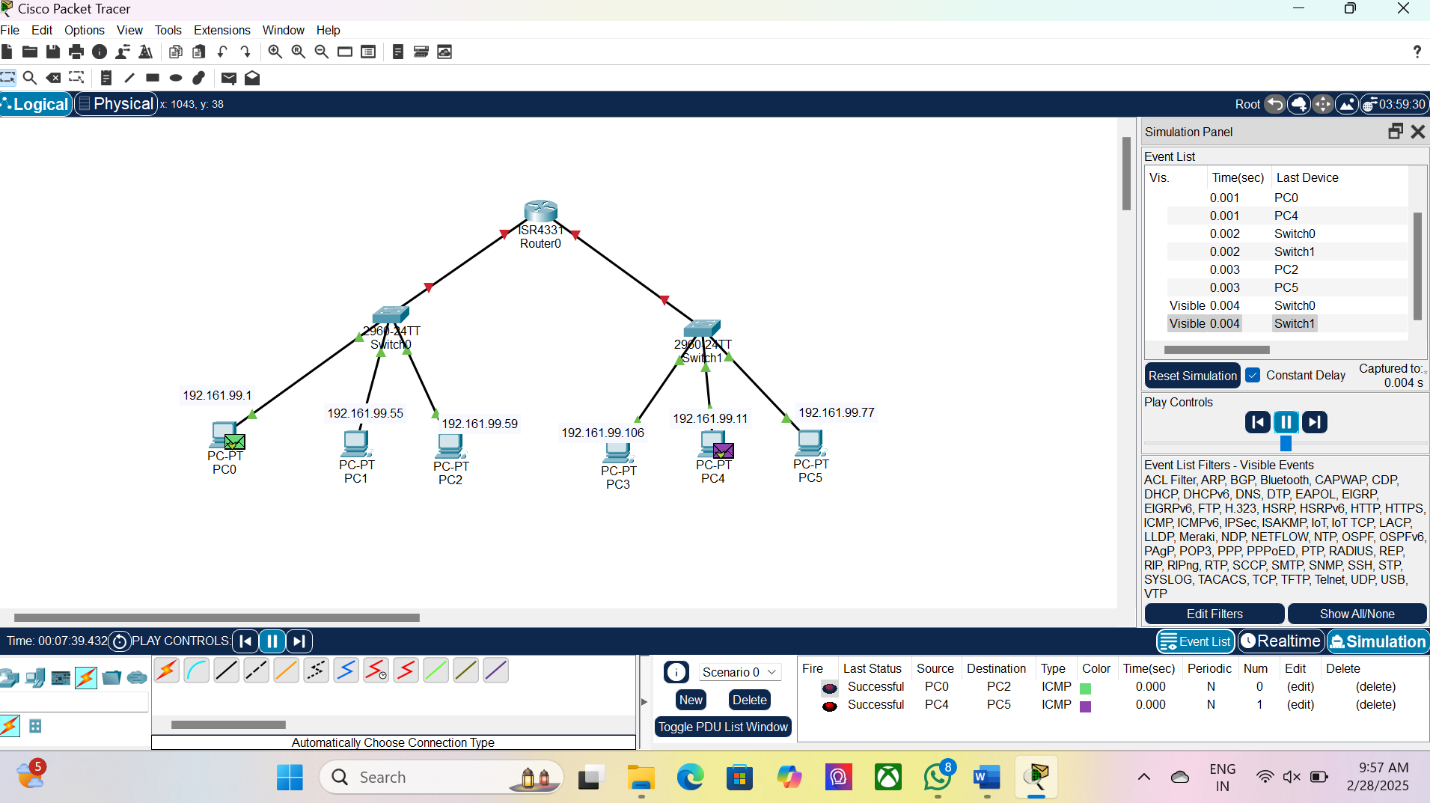 Cisco Packet Tracer
File Edit Options View Tools Extensions Window Help
?
Logical Physical x: 1043, y: 38
Root 03:59:30
Simulation Panel
Event List
Vis. Time(sec) Last Device
0.001 PC0
0.001 PC4
0.002 Switch0
0.002 Switch1
0.003 PC2
0.003 PC5
Visible 0.004 Switch0
Visible 0.004 Switch1
Reset Simulation Constant Delay Captured to:
0.004 s
Play Controls
Event List Filters - Visible Events
ACL Filter, ARP, BGP, Bluetooth, CAPWAP, CDP,
DHCP, DHCPv6, DNS, DTP, EAPOL, EIGRP,
EIGRPv6, FTP, H.323, HSRP, HSRPv6, HTTP, HTTPS,
ICMP, ICMPv6, IPSec, ISAKMP, IoT, IoT TCP, LACP,
LLDP, Meraki, NDP, NETFLOW, NTP, OSPF, OSPFv6,
PAgP, POP3, PPP, PPPoED, PTP, RADIUS, REP,
RIP, RIPng, RTP, SCCP, SMTP, SNMP, SSH, STP,
SYSLOG, TACACS, TCP, TFTP, Telnet, UDP, USB,
VTP
Edit Filters Show All/None
ISR4331
Router0
2960-24TT
Switch0
2960-24TT
Switch1
192.161.99.1
PC-PT
PC0
192.161.99.55
PC-PT
PC1
192.161.99.59
PC-PT
PC2
192.161.99.106
PC-PT
PC3
192.161.99.11
PC-PT
PC4
192.161.99.77
PC-PT
PC5
Time: 00:07:39.432 PLAY CONTROLS:
Event List Realtime Simulation
Automatically Choose Connection Type
Scenario 0
New Delete
Toggle PDU List Window
Fire Last Status Source Destination Type Color Time(sec) Periodic Num Edit Delete
Successful PC0 PC2 ICMP 0.000 N 0 (edit) (delete)
Successful PC4 PC5 ICMP 0.000 N 1 (edit) (delete)
5
Search
8
ENG
IN
9:57 AM
2/28/2025